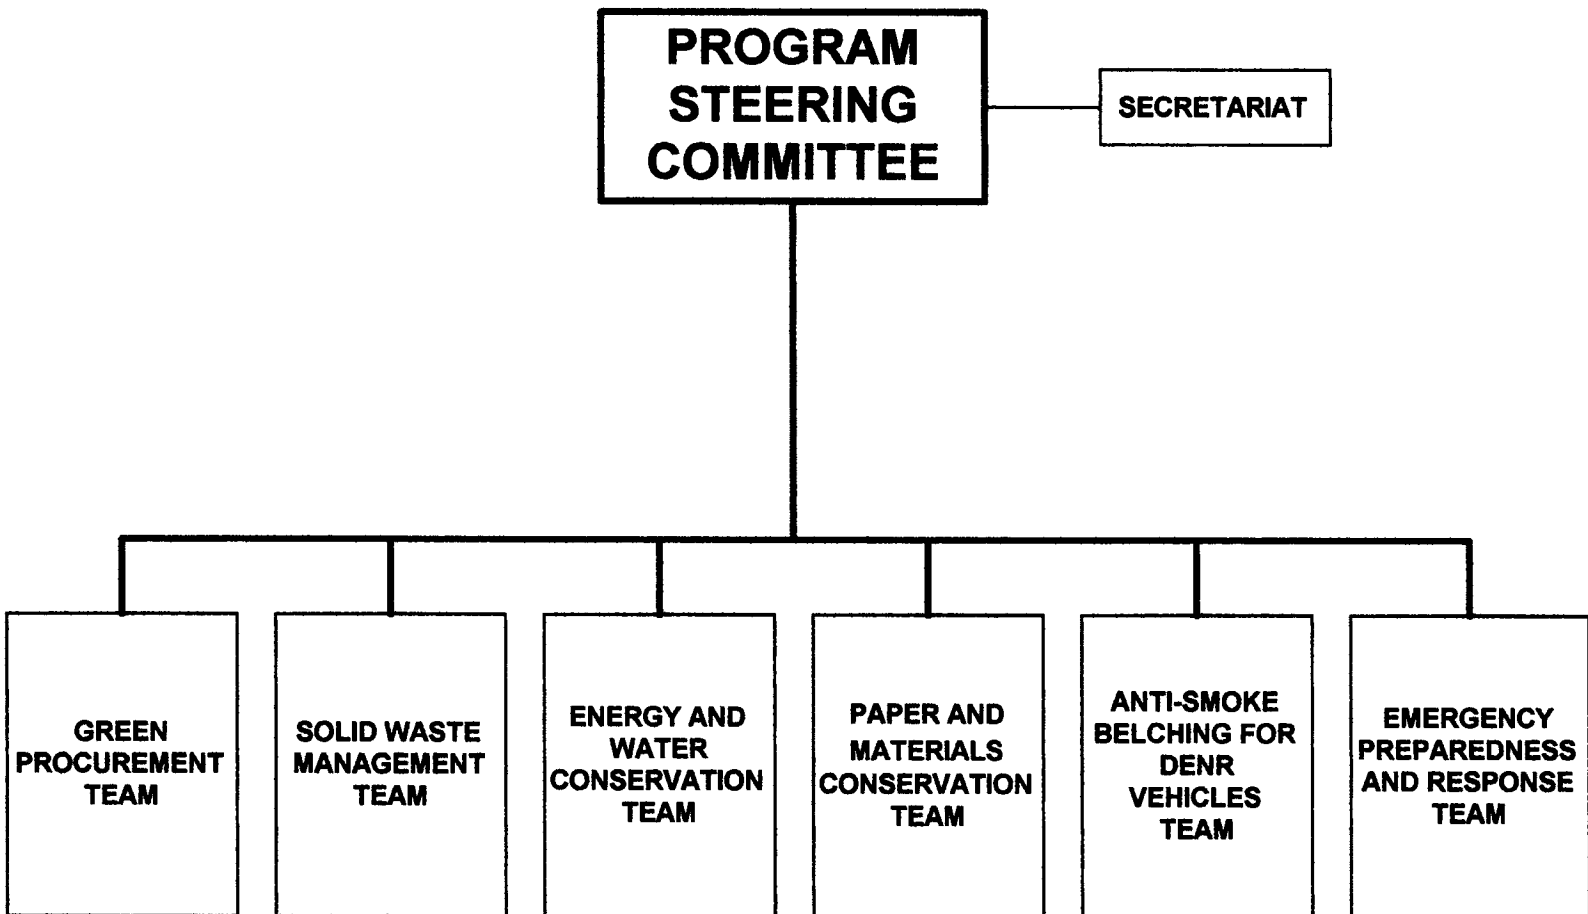 PROGRAM
STEERING
COMMITTEE
SECRETARIAT
GREEN
PROCUREMENT
TEAM
SOLID WASTE
MANAGEMENT
TEAM
ENERGY AND
WATER
CONSERVATION
TEAM
PAPER AND
MATERIALS
CONSERVATION
TEAM
ANTI-SMOKE
BELCHING FOR
DENR
VEHICLES
TEAM
EMERGENCY
PREPAREDNESS
AND RESPONSE
TEAM